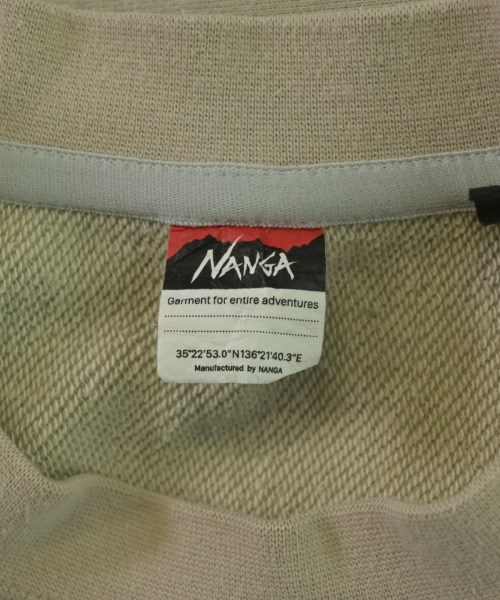 NANGA
Garment for entire adventures
35°22'53.0"N136°21'40.3"E
Manufactured by NANGA